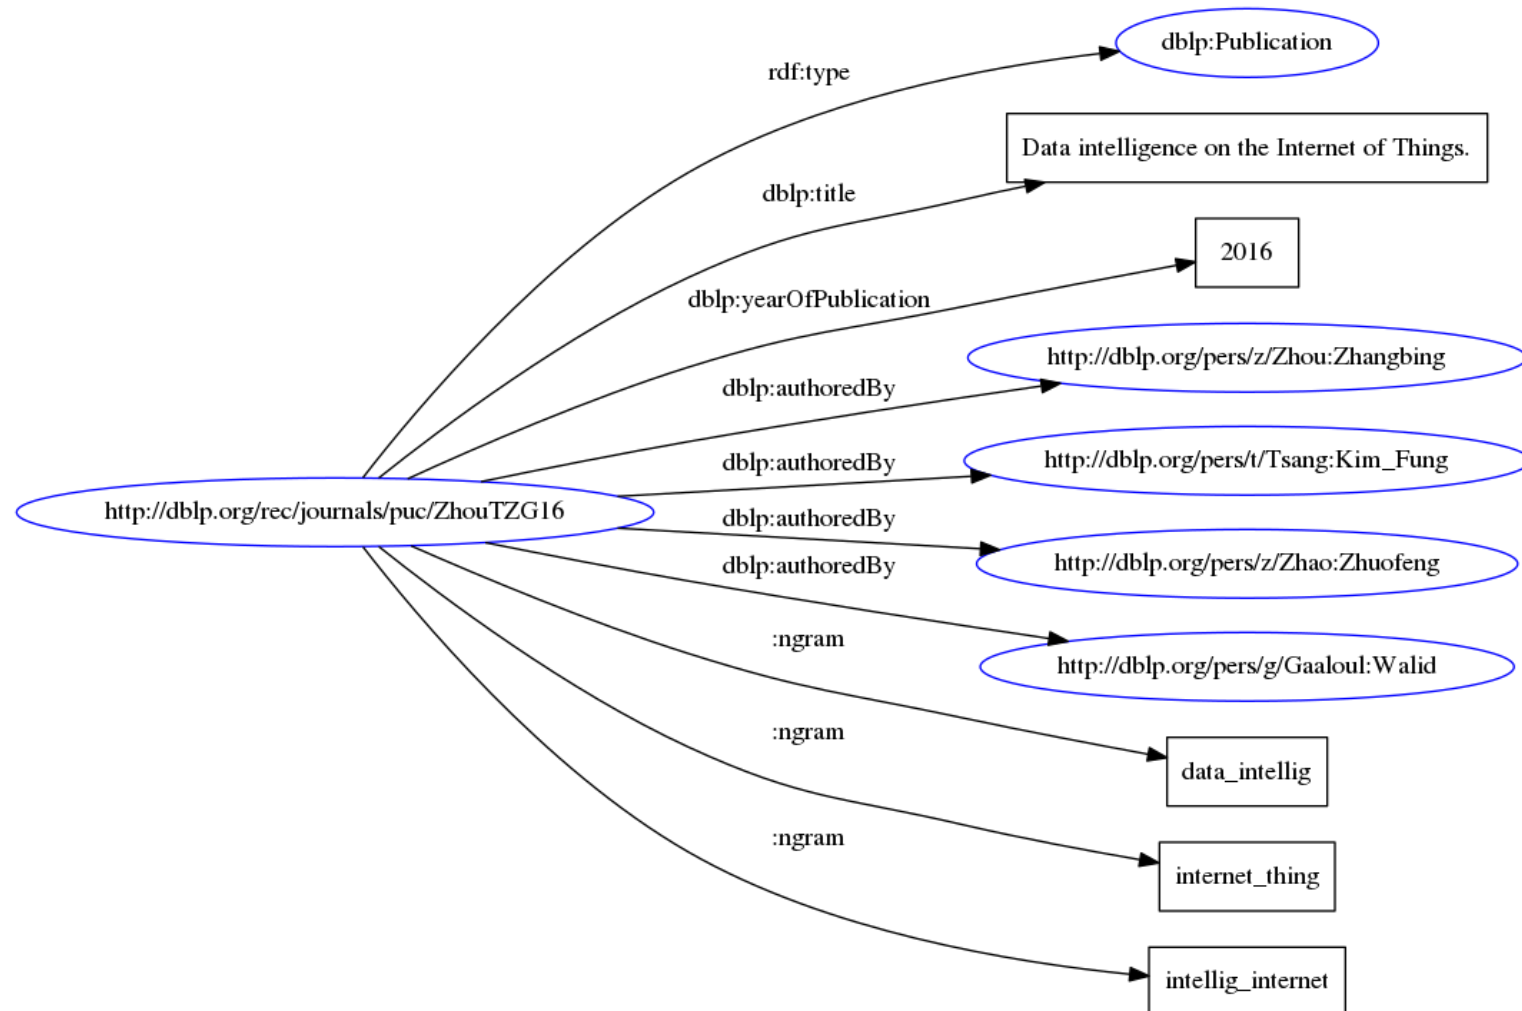 dblp:Publication
rdf:type
Data intelligence on the Internet of Things.
dblp:title
2016
dblp:yearOfPublication
http://dblp.org/pers/z/Zhou:Zhangbing
dblp:authoredBy
http://dblp.org/pers/t/Tsang:Kim_Fung
dblp:authoredBy
http://dblp.org/rec/journals/puc/ZhouTZG16
dblp:authoredBy
http://dblp.org/pers/z/Zhao:Zhuofeng
dblp:authoredBy
http://dblp.org/pers/g/Gaaloul:Walid
:ngram
data_intellig
:ngram
internet_thing
:ngram
intellig_internet